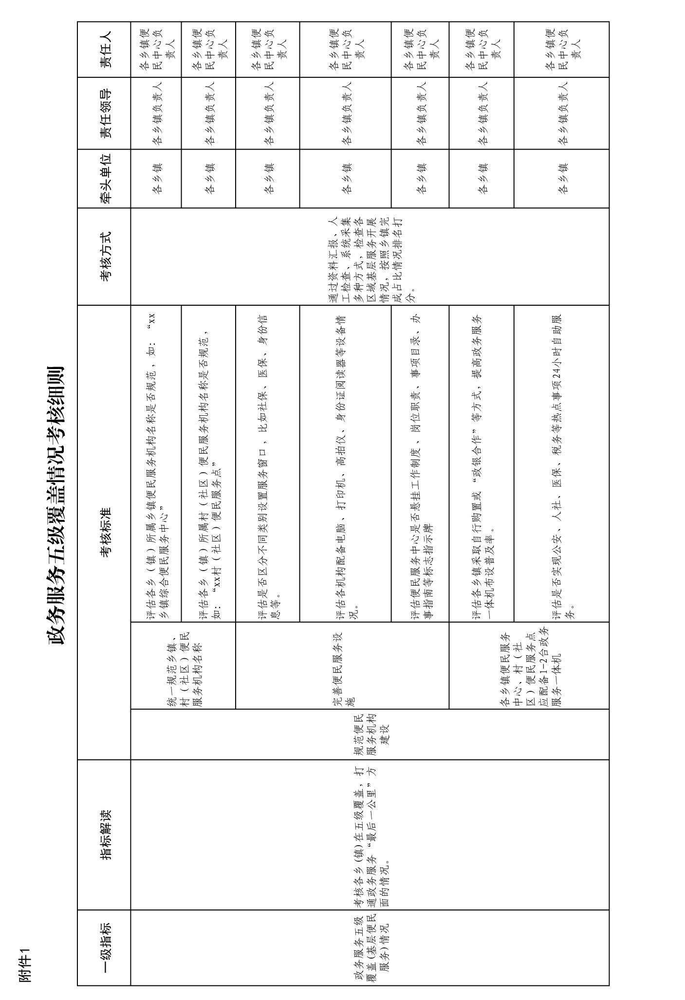 附件1
政务服务五级覆盖情况考核细则
一级指标
指标解读
考核标准
考核方式
牵头单位
责任领导
责任人
政务服务五级
覆盖(基层便民
服务)情况
考核各乡(镇)在五级覆盖，打
通政务服务“最后一公里”方
面的情况。
规范便民
服务机构
建设
统一规范乡镇、
村（社区）便民
服务机构名称
评估各乡（镇）所属乡镇便民服务机构名称是否规范，如：“xx
乡镇综合便民服务中心”
通过资料汇报、人
工检查、系统采集
多种方式，检查各
区域基层服务开展
情况，按照乡镇完
成占比情况排名打
分。
各乡镇
各乡镇负责人
各乡镇便
民中心负
责人
评估各乡（镇）所属村（社区）便民服务机构名称是否规范，
如：“xx村（社区）便民服务点”
各乡镇
各乡镇负责人
各乡镇便
民中心负
责人
完善便民服务设
施
评估是否区分不同类别设置服务窗口，比如社保、医保、身份信
息等。
各乡镇
各乡镇负责人
各乡镇便
民中心负
责人
评估各机构配备电脑、打印机、高拍仪、身份证阅读器等设备情
况。
各乡镇
各乡镇负责人
各乡镇便
民中心负
责人
评估便民服务中心是否悬挂工作制度、岗位职责、事项目录、办
事指南等标志指示牌
各乡镇
各乡镇负责人
各乡镇便
民中心负
责人
各乡镇便民服务
中心、村（社
区）便民服务点
应配备1-2台政务
服务一体机
评估各乡镇采取自行购置或“政银合作”等方式，提高政务服务
一体机布设普及率。
各乡镇
各乡镇负责人
各乡镇便
民中心负
责人
评估是否实现公安、人社、医保、税务等热点事项24小时自助服
务。
各乡镇
各乡镇负责人
各乡镇便
民中心负
责人